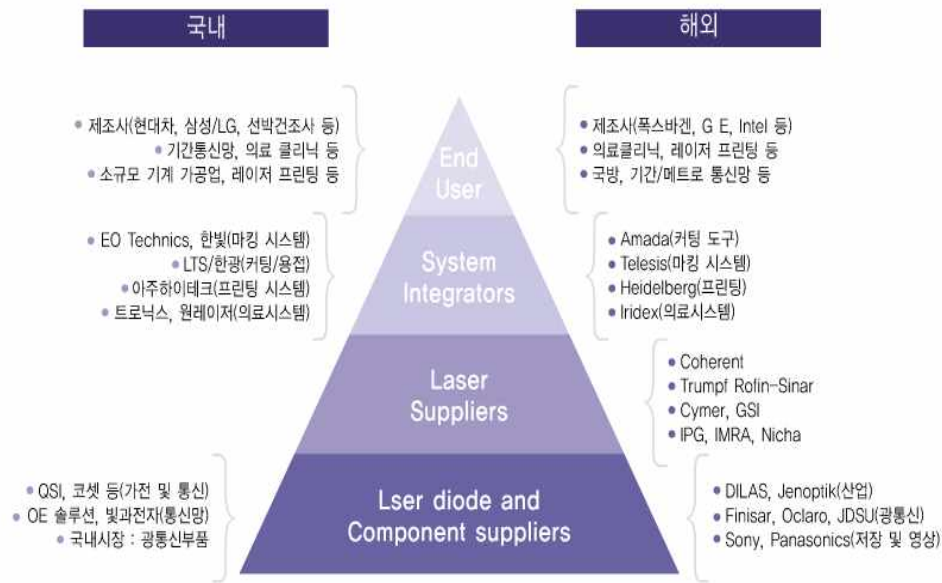 국내
해외
• 제조사(현대차, 삼성/LG, 선박건조사 등)
• 기간통신망, 의료 클리닉 등
• 소규모 기계 가공업, 레이저 프린팅 등
End
User
• 제조사(폭스바겐, G E, Intel 등)
• 의료클리닉, 레이저 프린팅 등
• 국방, 기간/메트로 통신망 등
• EO Technics, 한빛(마킹 시스템)
• LTS/한광(커팅/용접)
• 아주하이테크(프린팅 시스템)
• 트로닉스, 원레이저(의료시스템)
System
Integrators
• Amada(커팅 도구)
• Telesis(마킹 시스템)
• Heidelberg(프린팅)
• Iridex(의료시스템)
Laser
Suppliers
• Coherent
• Trumpf Rofin-Sinar
• Cymer, GSI
• IPG, IMRA, Nicha
• QSI, 코셋 등(가전 및 통신)
• OE 솔루션, 빛과전자(통신망)
• 국내시장 : 광통신부품
Lser diode and
Component suppliers
• DILAS, Jenoptik(산업)
• Finisar, Oclaro, JDSU(광통신)
• Sony, Panasonics(저장 및 영상)